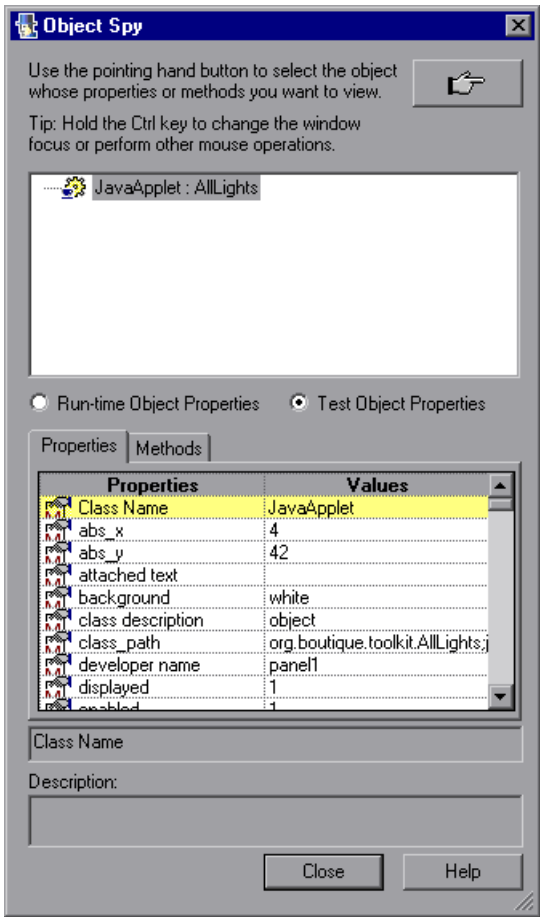 Object Spy
Use the pointing hand button to select the object
whose properties or methods you want to view.
Tip: Hold the Ctrl key to change the window
focus or perform other mouse operations.
JavaApplet : AllLights
Run-time Object Properties Test Object Properties
Properties Methods
Properties Values
Class Name JavaApplet
abs_x 4
abs_y 42
attached text
background white
class description object
class_path org.boutique.toolkit.AllLights;j
developer name panel1
displayed 1
enabled 1
Class Name
Description:
Close Help